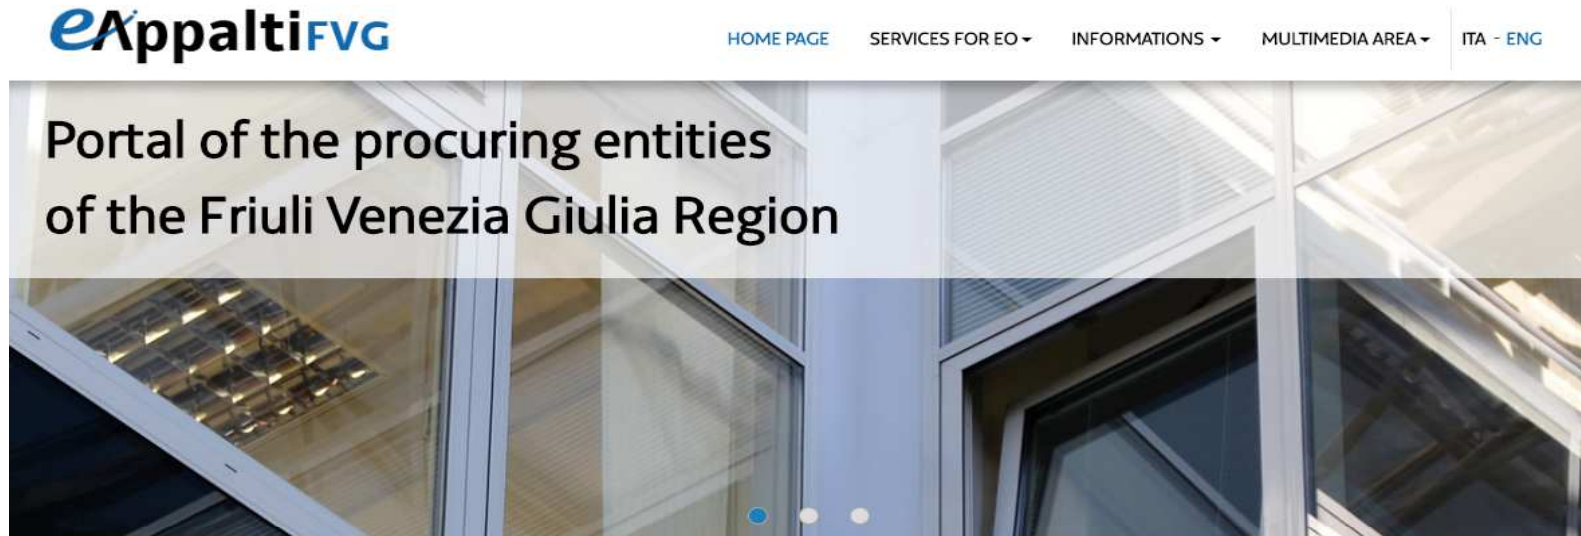 eAppaltiFVG
HOME PAGE SERVICES FOR EO INFORMATIONS MULTIMEDIA AREA ITA - ENG
Portal of the procuring entities
of the Friuli Venezia Giulia Region